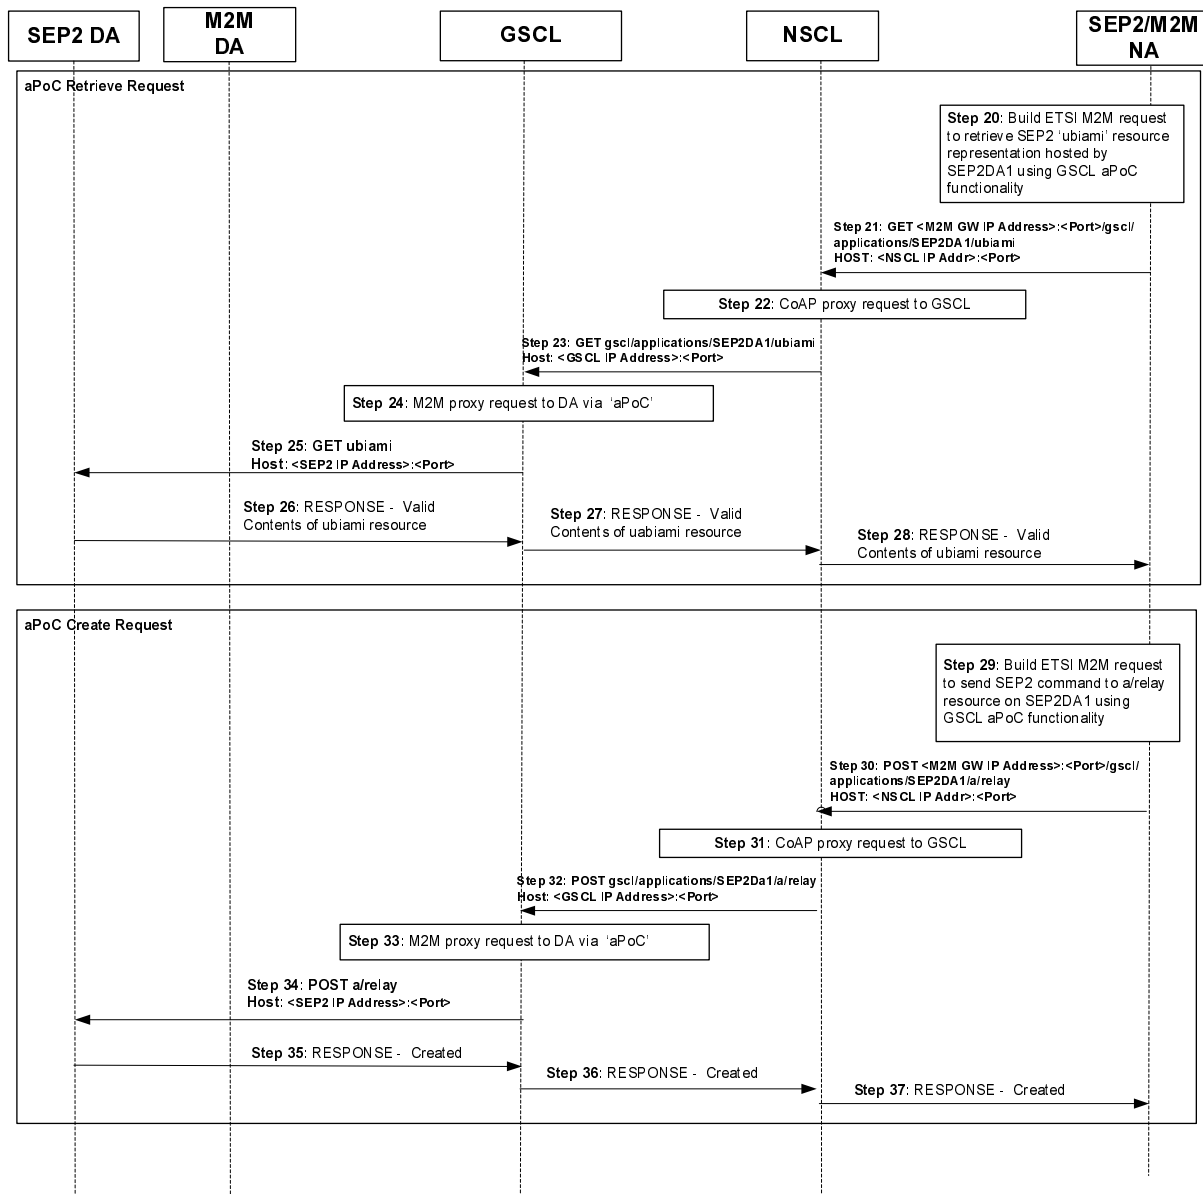 SEP2 DA
M2M
DA
GSCL
NSCL
SEP2/M2M
NA
aPoC Retrieve Request
Step 20: Build ETSI M2M request
to retrieve SEP2 ‘ubiami’ resource
representation hosted by
SEP2DA1 using GSCL aPoC
functionality
Step 21: GET <M2M GW IP Address>:<Port>/gscl/
applications/SEP2DA1/ubiami
HOST: <NSCL IP Addr>:<Port>
Step 22: CoAP proxy request to GSCL
Step 23: GET gscl/applications/SEP2DA1/ubiami
Host: <GSCL IP Address>:<Port>
Step 24: M2M proxy request to DA via ‘aPoC’
Step 25: GET ubiami
Host: <SEP2 IP Address>:<Port>
Step 26: RESPONSE - Valid
Contents of ubiami resource
Step 27: RESPONSE - Valid
Contents of uabiami resource
Step 28: RESPONSE - Valid
Contents of ubiami resource
aPoC Create Request
Step 29: Build ETSI M2M request
to send SEP2 command to a/relay
resource on SEP2DA1 using
GSCL aPoC functionality
Step 30: POST <M2M GW IP Address>:<Port>/gscl/
applications/SEP2DA1/a/relay
HOST: <NSCL IP Addr>:<Port>
Step 31: CoAP proxy request to GSCL
Step 32: POST gscl/applications/SEP2Da1/a/relay
Host: <GSCL IP Address>:<Port>
Step 33: M2M proxy request to DA via ‘aPoC’
Step 34: POST a/relay
Host: <SEP2 IP Address>:<Port>
Step 35: RESPONSE - Created
Step 36: RESPONSE - Created
Step 37: RESPONSE - Created